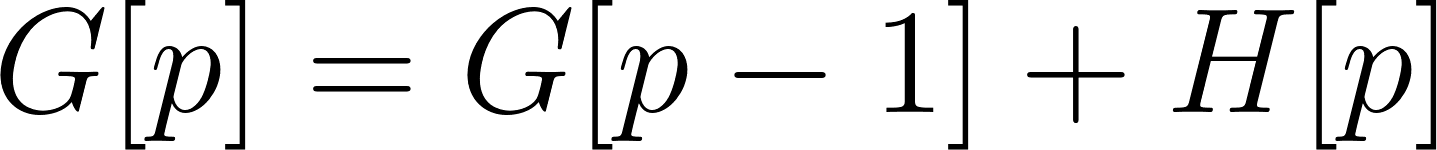 G[p] = G[p − 1] + H[p]